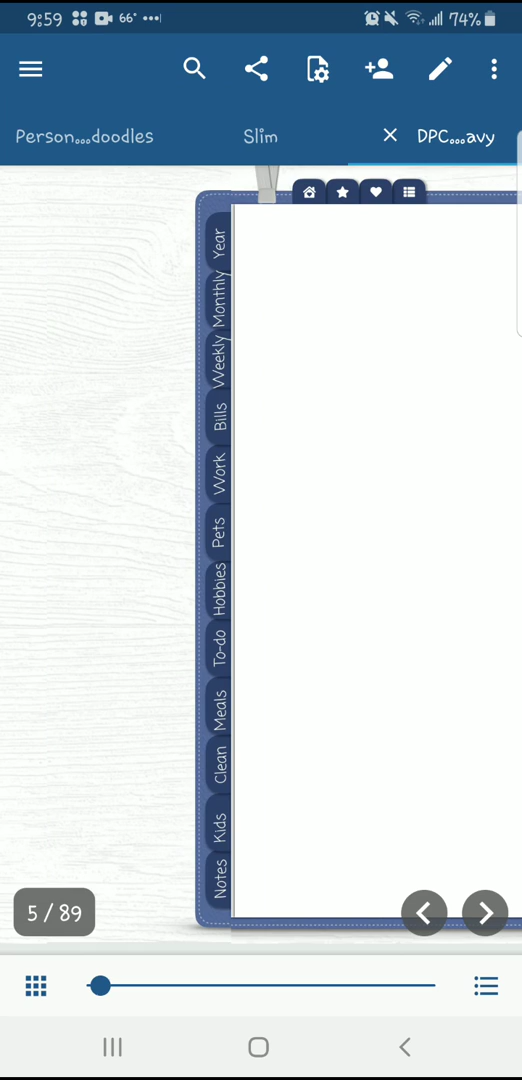 9:59 66° 74%
Person...doodles Slim DPC...avy
Year
Monthly
Weekly
Bills
Work
Pets
Hobbies
To-do
Meals
Clean
Kids
Notes
5 / 89